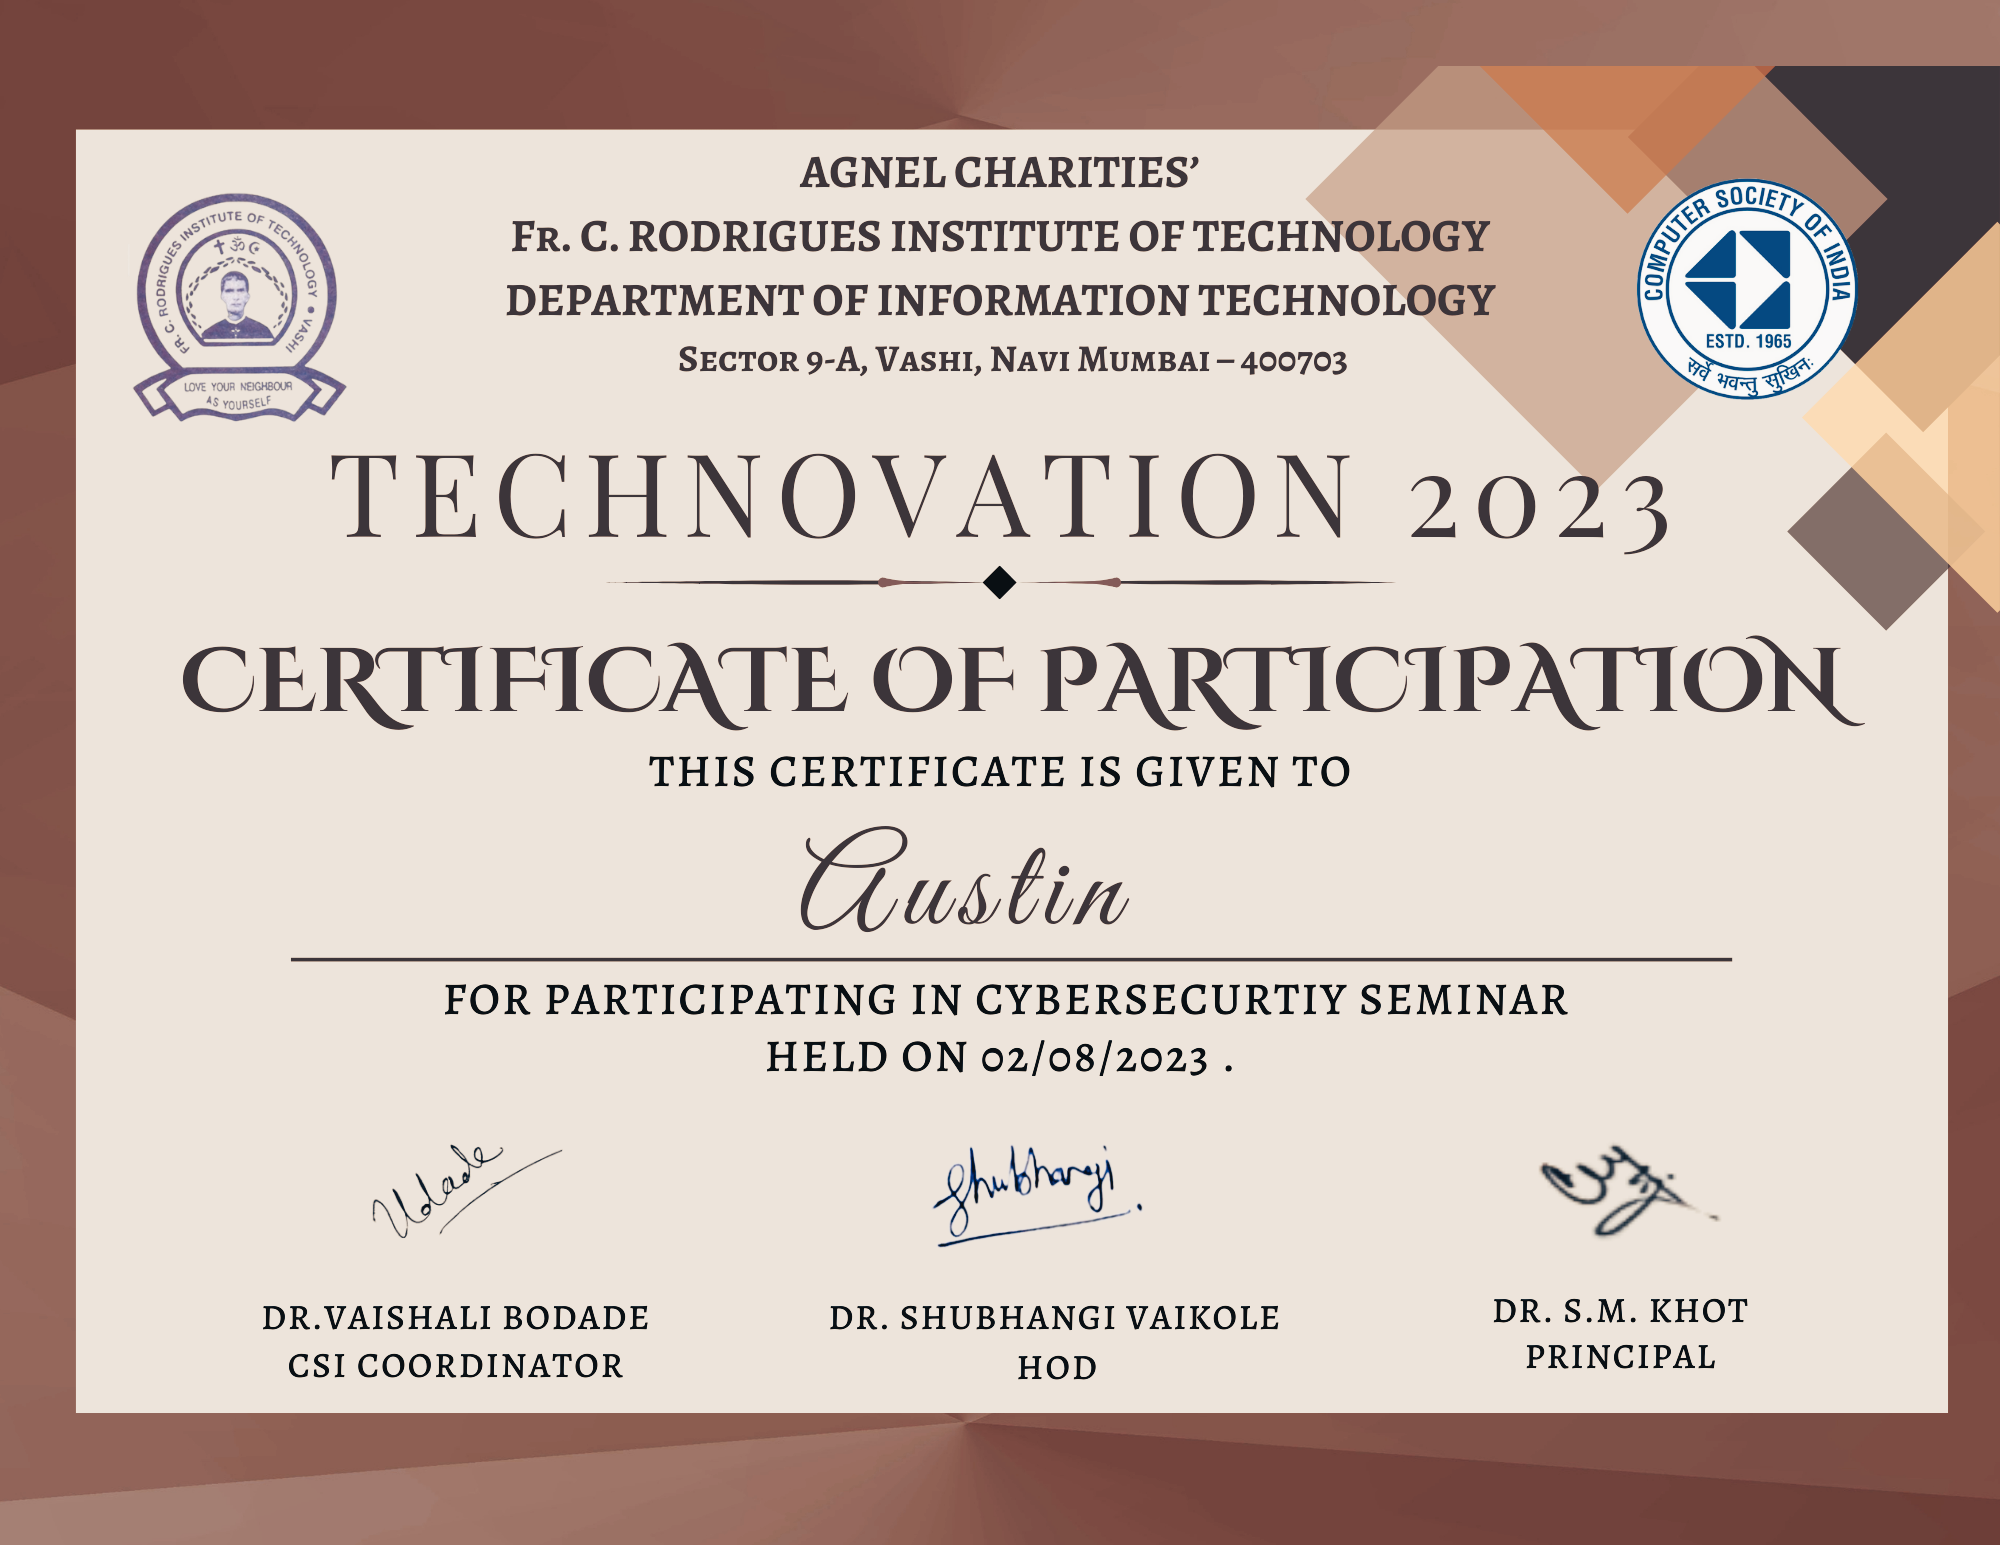 AGNEL CHARITIES’
FR. C. RODRIGUES INSTITUTE OF TECHNOLOGY
DEPARTMENT OF INFORMATION TECHNOLOGY
SECTOR 9-A, VASHI, NAVI MUMBAI – 400703
FR. C. RODRIGUES INSTITUTE OF TECHNOLOGY • VASHI
LOVE YOUR NEIGHBOUR
AS YOURSELF
COMPUTER SOCIETY OF INDIA
ESTD. 1965
सर्वे भवन्तु सुखिनः
TECHNOVATION 2023
CERTIFICATE OF PARTICIPATION
THIS CERTIFICATE IS GIVEN TO
Austin
FOR PARTICIPATING IN CYBERSECURTIY SEMINAR
HELD ON 02/08/2023 .
Shubhangi
DR.VAISHALI BODADE
CSI COORDINATOR
DR. SHUBHANGI VAIKOLE
HOD
DR. S.M. KHOT
PRINCIPAL